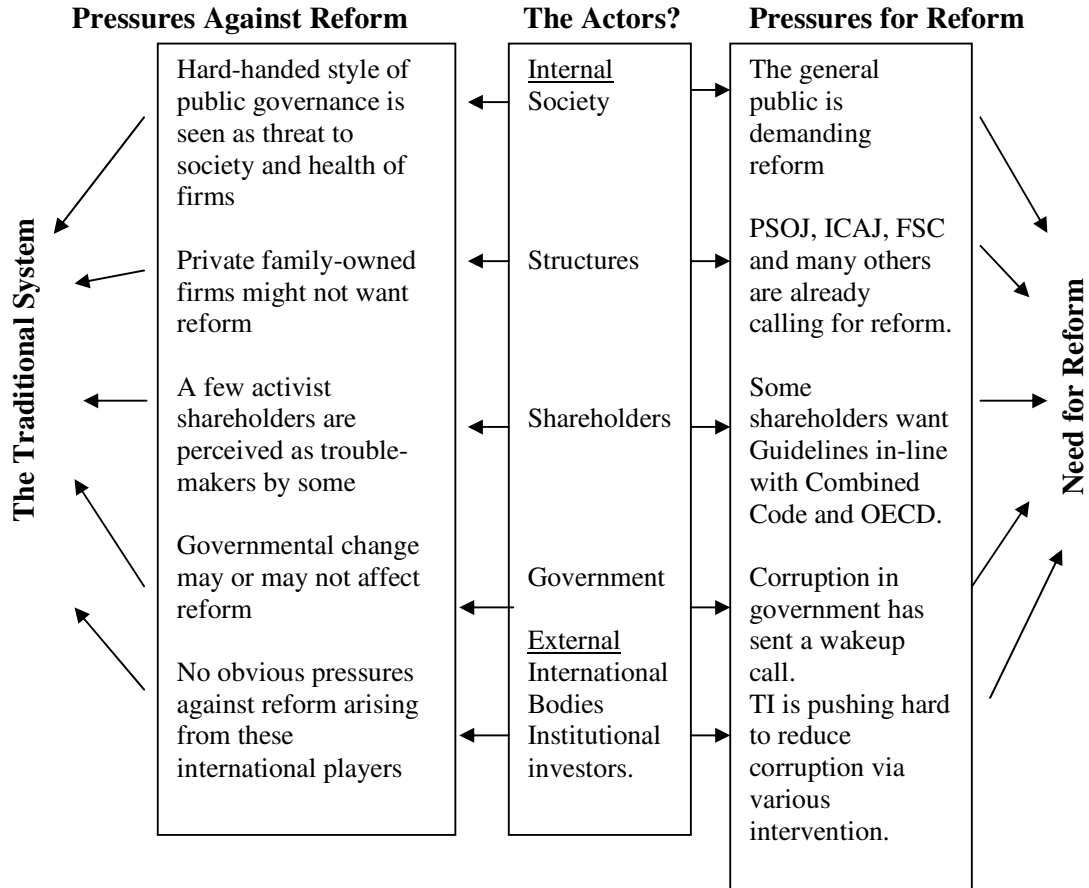 Pressures Against Reform
The Actors?
Pressures for Reform
The Traditional System
Hard-handed style of
public governance is
seen as threat to
society and health of
firms
Private family-owned
firms might not want
reform
A few activist
shareholders are
perceived as trouble-
makers by some
Governmental change
may or may not affect
reform
No obvious pressures
against reform arising
from these
international players
Internal
Society
Structures
Shareholders
Government
External
International
Bodies
Institutional
investors.
The general
public is
demanding
reform
PSOJ, ICAJ, FSC
and many others
are already
calling for reform.
Some
shareholders want
Guidelines in-line
with Combined
Code and OECD.
Corruption in
government has
sent a wakeup
call.
TI is pushing hard
to reduce
corruption via
various
intervention.
Need for Reform